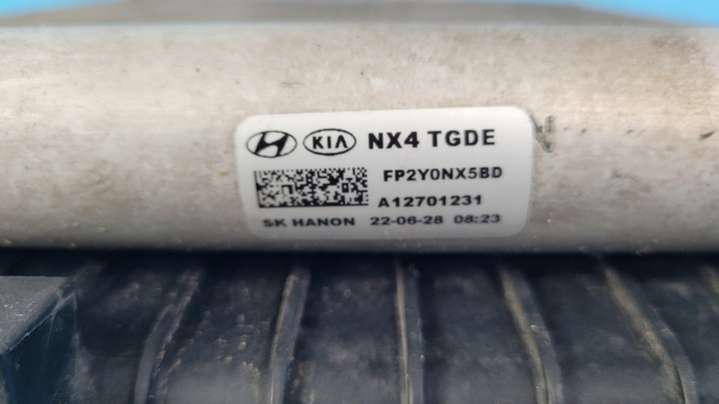 KIA NX4 TGDE
FP2Y0NX5BD
A12701231
SK HANON 22-06-28 08:23